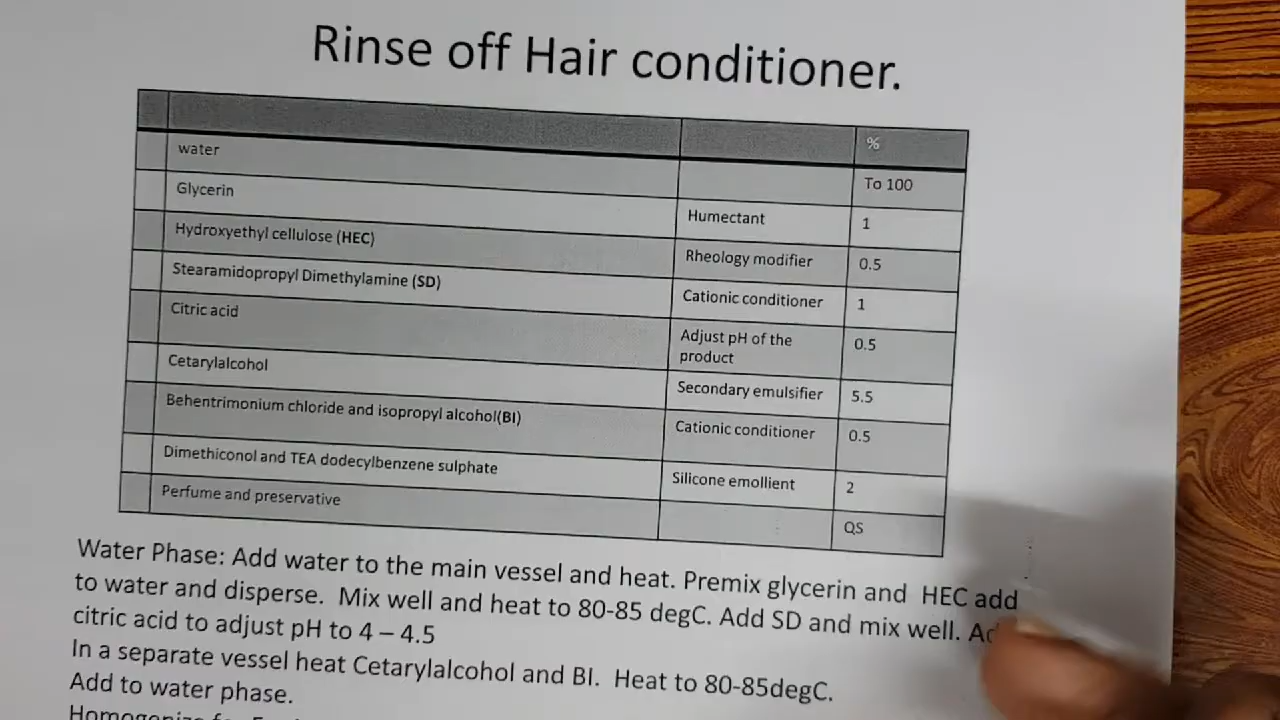 Rinse off Hair conditioner.
%
water To 100
Glycerin Humectant 1
Hydroxyethyl cellulose (HEC) Rheology modifier 0.5
Stearamidopropyl Dimethylamine (SD) Cationic conditioner 1
Citric acid Adjust pH of the product 0.5
Cetarylalcohol Secondary emulsifier 5.5
Behentrimonium chloride and isopropyl alcohol(BI) Cationic conditioner 0.5
Dimethiconol and TEA dodecylbenzene sulphate Silicone emollient 2
Perfume and preservative QS
Water Phase: Add water to the main vessel and heat. Premix glycerin and HEC add
to water and disperse. Mix well and heat to 80-85 degC. Add SD and mix well.
citric acid to adjust pH to 4 – 4.5
In a separate vessel heat Cetarylalcohol and BI. Heat to 80-85degC.
Add to water phase.